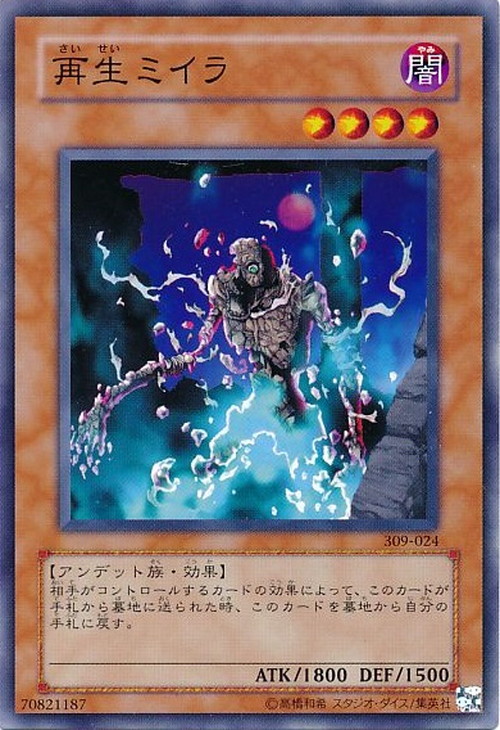 さい せい
再生ミイラ
やみ
闇
309-024
【アンデット族・効果】
相手がコントロールするカードの効果によって、このカードが
手札から墓地に送られた時、このカードを墓地から自分の
手札に戻す。
ATK/1800 DEF/1500
70821187
©高橋和希 スタジオ・ダイス/集英社